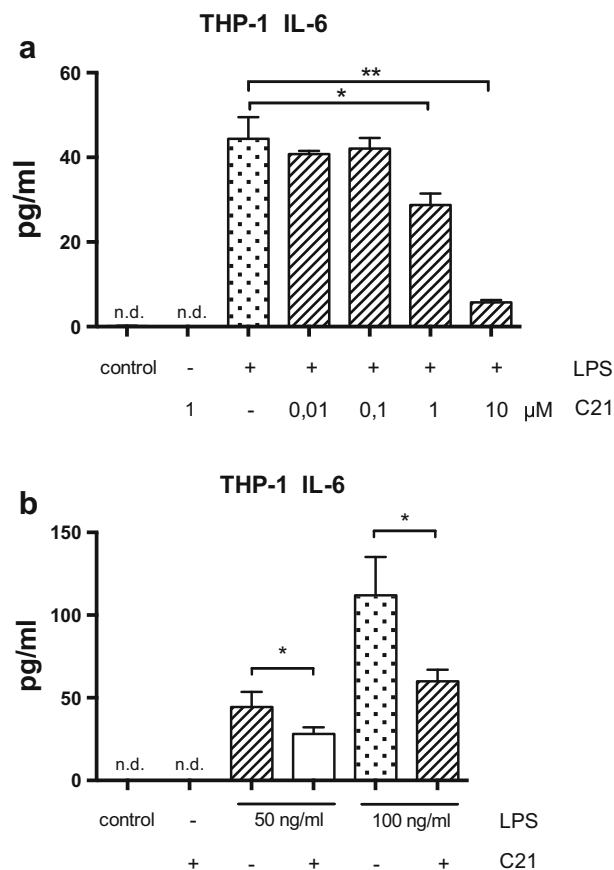 THP-1 IL-6
a
**
*
60
40
20
0
pg/ml
n.d. n.d.
control - + + + + + LPS
1 - 0,01 0,1 1 10 µM C21
THP-1 IL-6
b
150
100
50
0
pg/ml
*
*
n.d. n.d.
control - 50 ng/ml 100 ng/ml LPS
+ - + - + C21